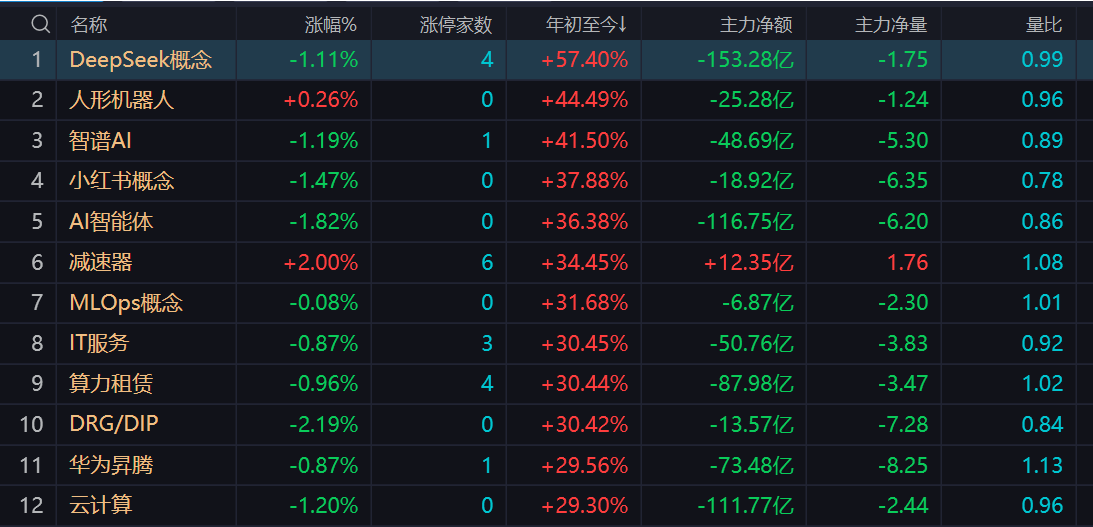 名称 涨幅% 涨停家数 年初至今↓ 主力净额 主力净量 量比
1 DeepSeek概念 -1.11% 4 +57.40% -153.28亿 -1.75 0.99
2 人形机器人 +0.26% 0 +44.49% -25.28亿 -1.24 0.96
3 智谱AI -1.19% 1 +41.50% -48.69亿 -5.30 0.89
4 小红书概念 -1.47% 0 +37.88% -18.92亿 -6.35 0.78
5 AI智能体 -1.82% 0 +36.38% -116.75亿 -6.20 0.86
6 减速器 +2.00% 6 +34.45% +12.35亿 1.76 1.08
7 MLOps概念 -0.08% 0 +31.68% -6.87亿 -2.30 1.01
8 IT服务 -0.87% 3 +30.45% -50.76亿 -3.83 0.92
9 算力租赁 -0.96% 4 +30.44% -87.98亿 -3.47 1.02
10 DRG/DIP -2.19% 0 +30.42% -13.57亿 -7.28 0.84
11 华为昇腾 -0.87% 1 +29.56% -73.48亿 -8.25 1.13
12 云计算 -1.20% 0 +29.30% -111.77亿 -2.44 0.96